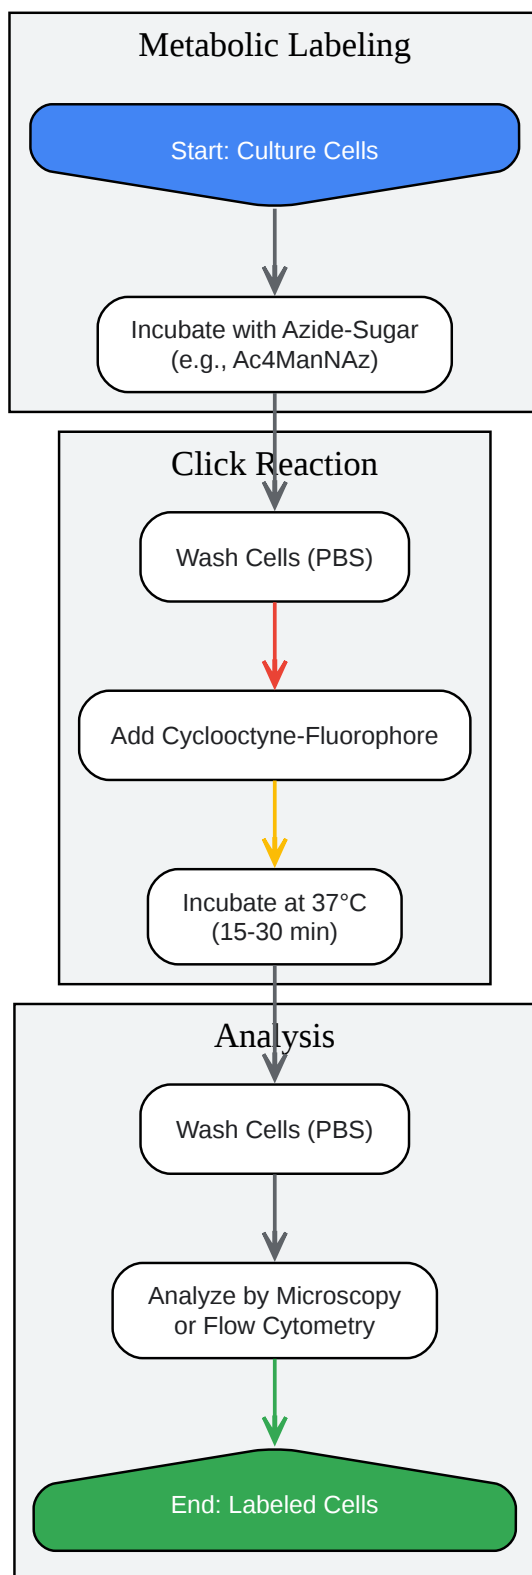 Metabolic Labeling
Start: Culture Cells
Incubate with Azide-Sugar
(e.g., Ac4ManNAz)
Click Reaction
Wash Cells (PBS)
Add Cyclooctyne-Fluorophore
Incubate at 37°C
(15-30 min)
Analysis
Wash Cells (PBS)
Analyze by Microscopy
or Flow Cytometry
End: Labeled Cells